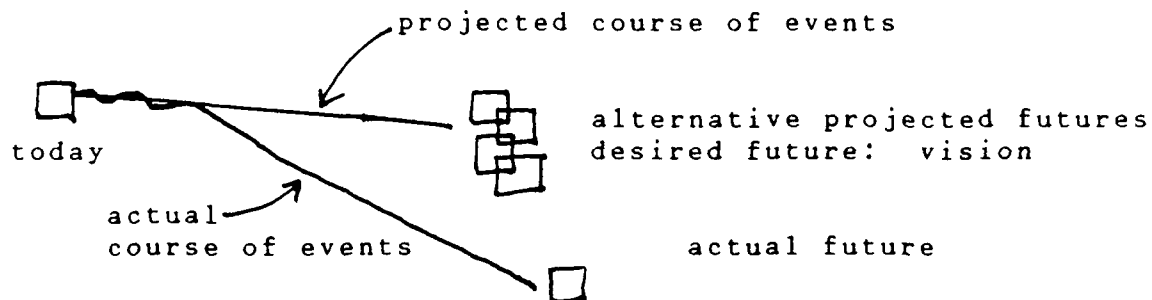 projected course of events
alternative projected futures
today
desired future: vision
actual
course of events
actual future